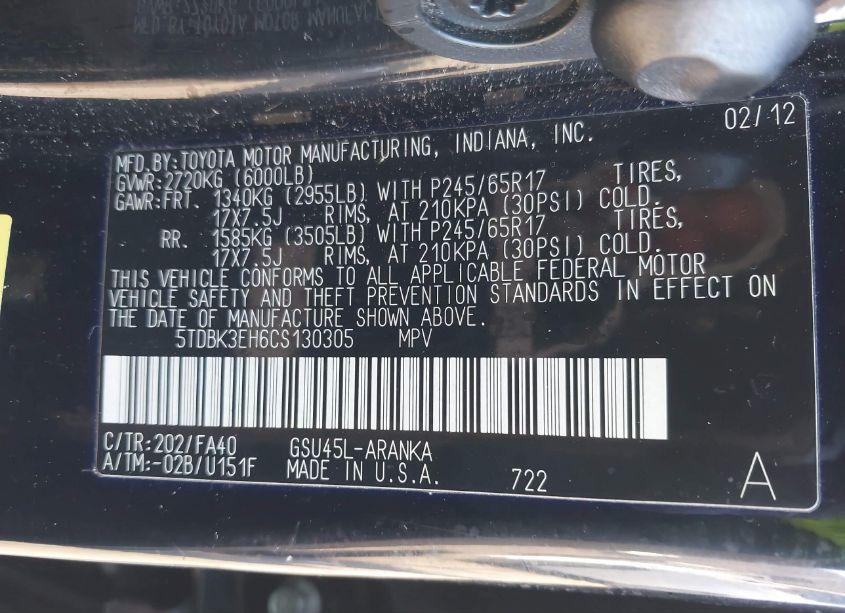 02/12
MFD.BY:TOYOTA MOTOR MANUFACTURING, INDIANA, INC.
GVWR:2720KG (6000LB)
GAWR:FRT. 1340KG (2955LB) WITH P245/65R17 TIRES,
17X7.5J RIMS, AT 210KPA (30PSI) COLD.
RR. 1585KG (3505LB) WITH P245/65R17 TIRES,
17X7.5J RIMS, AT 210KPA (30PSI) COLD.
THIS VEHICLE CONFORMS TO ALL APPLICABLE FEDERAL MOTOR
VEHICLE SAFETY AND THEFT PREVENTION STANDARDS IN EFFECT ON
THE DATE OF MANUFACTURE SHOWN ABOVE.
5TDBK3EH6CS130305 MPV
C/TR:202/FA40 GSU45L-ARANKA
A/TM:-02B/U151F MADE IN U.S.A. 722 A